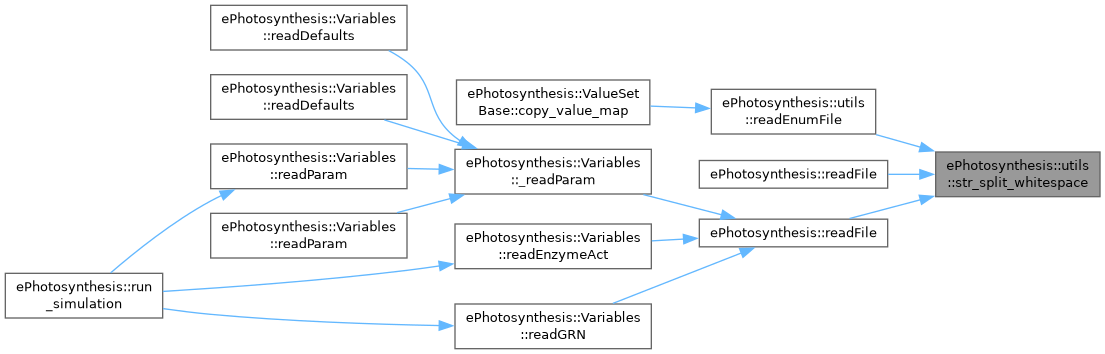 ePhotosynthesis::Variables
::readDefaults
ePhotosynthesis::Variables
::readDefaults
ePhotosynthesis::ValueSet
Base::copy_value_map
ePhotosynthesis::utils
::readEnumFile
ePhotosynthesis::Variables
::readParam
ePhotosynthesis::Variables
::_readParam
ePhotosynthesis::readFile
ePhotosynthesis::utils
::str_split_whitespace
ePhotosynthesis::Variables
::readParam
ePhotosynthesis::Variables
::readEnzymeAct
ePhotosynthesis::readFile
ePhotosynthesis::run
_simulation
ePhotosynthesis::Variables
::readGRN